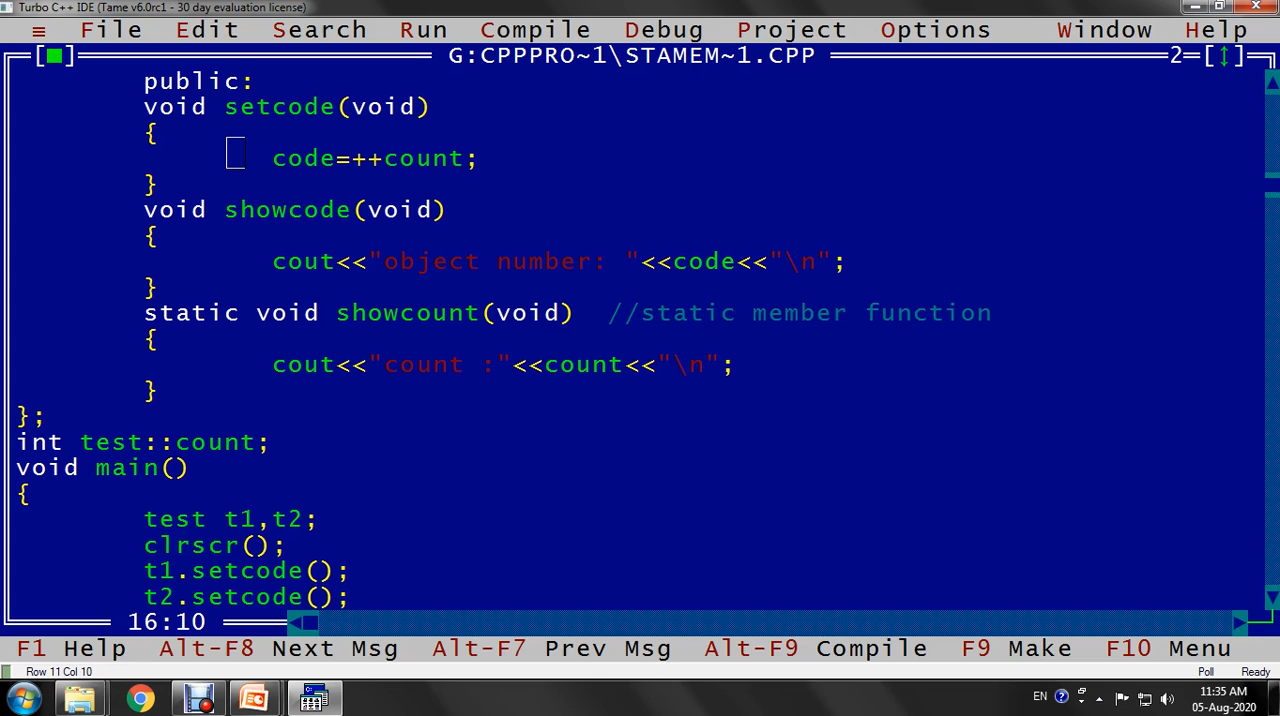 Turbo C++ IDE (Tame v6.0rc1 - 30 day evaluation license)
≡ File Edit Search Run Compile Debug Project Options Window Help
[■] G:CPPPRO~1\STAMEM~1.CPP 2=[↕]
public:
void setcode(void)
{
code=++count;
}
void showcode(void)
{
cout<<"object number: "<<code<<"\n";
}
static void showcount(void) //static member function
{
cout<<"count :"<<count<<"\n";
}
};
int test::count;
void main()
{
test t1,t2;
clrscr();
t1.setcode();
t2.setcode();
16:10
F1 Help Alt-F8 Next Msg Alt-F7 Prev Msg Alt-F9 Compile F9 Make F10 Menu
Row 11 Col 10 Poll Ready
EN 11:35 AM
05-Aug-2020